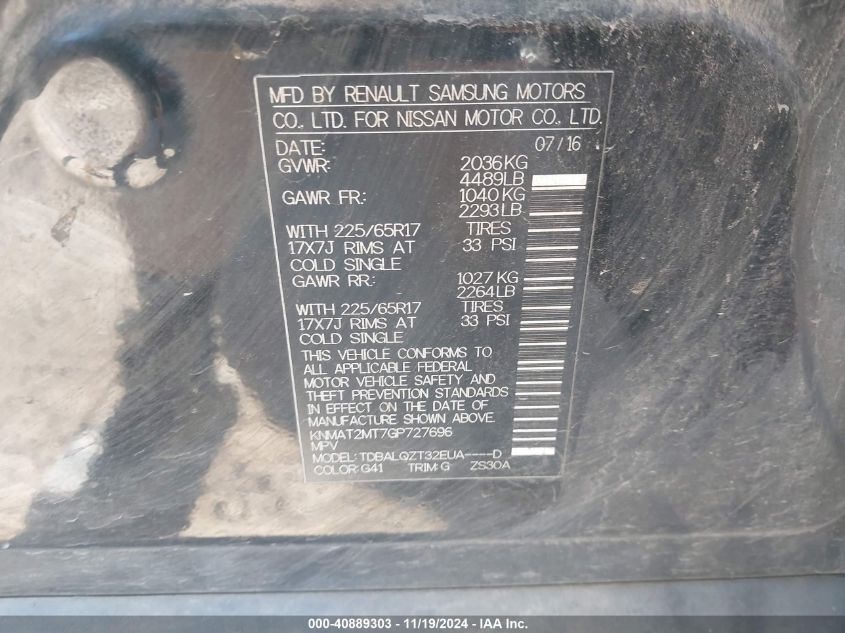 MFD BY RENAULT SAMSUNG MOTORS
CO., LTD. FOR NISSAN MOTOR CO., LTD.
DATE: 07/16
GVWR: 2036KG
4489LB
GAWR FR: 1040KG
2293LB
WITH 225/65R17 TIRES
17X7J RIMS AT 33 PSI
COLD SINGLE
GAWR RR: 1027KG
2264LB
WITH 225/65R17 TIRES
17X7J RIMS AT 33 PSI
COLD SINGLE
THIS VEHICLE CONFORMS TO
ALL APPLICABLE FEDERAL
MOTOR VEHICLE SAFETY AND
THEFT PREVENTION STANDARDS
IN EFFECT ON THE DATE OF
MANUFACTURE SHOWN ABOVE.
KNMAT2MT7GP727696
MPV
MODEL: TDBALQZT32EUA----D
COLOR: G41 TRIM: G ZS30A
000-40889303 - 11/19/2024 - IAA Inc.